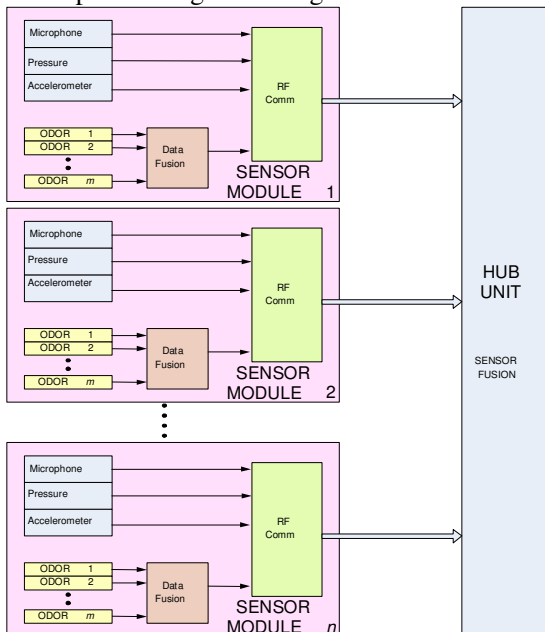 Microphone
Pressure
Accelerometer
RF
Comm
ODOR 1
ODOR 2
ODOR m
Data
Fusion
SENSOR
MODULE 1
Microphone
Pressure
Accelerometer
RF
Comm
ODOR 1
ODOR 2
ODOR m
Data
Fusion
SENSOR
MODULE 2
Microphone
Pressure
Accelerometer
RF
Comm
ODOR 1
ODOR 2
ODOR m
Data
Fusion
SENSOR
MODULE n
HUB
UNIT
SENSOR
FUSION